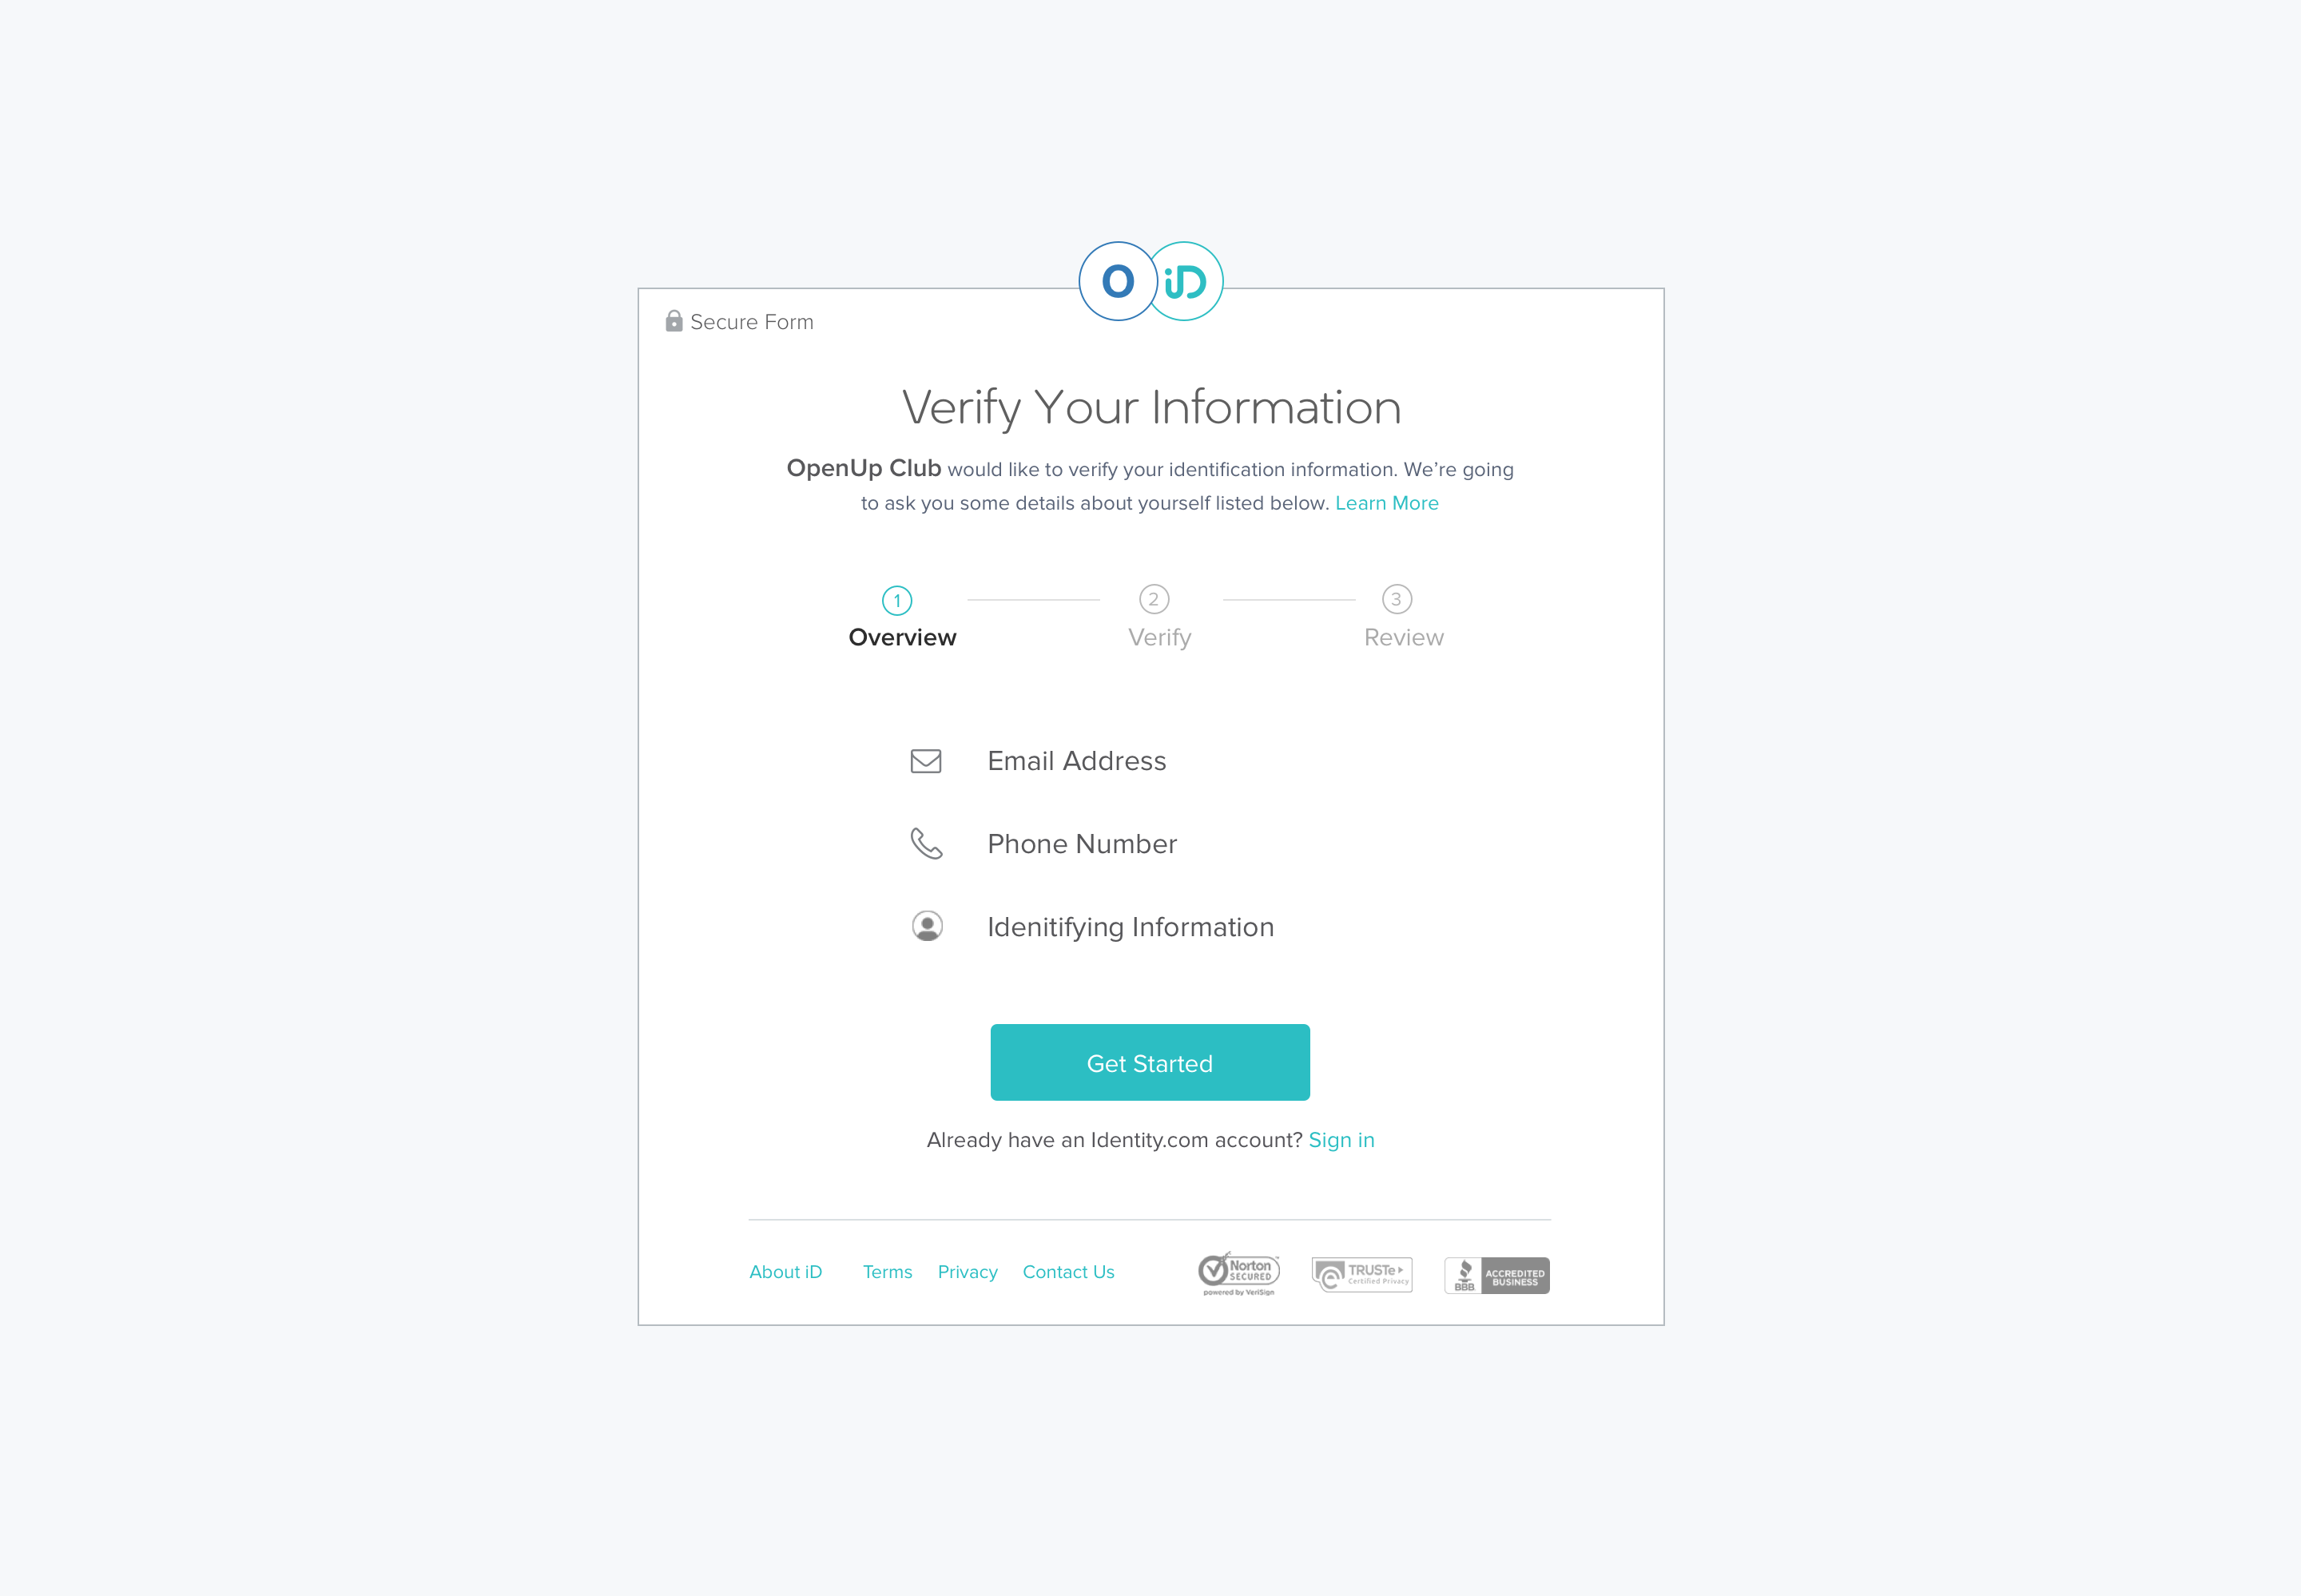 O iD
Secure Form
Verify Your Information
OpenUp Club would like to verify your identification information. We’re going
to ask you some details about yourself listed below. Learn More
1 2 3
Overview Verify Review
Email Address
Phone Number
Idenitifying Information
Get Started
Already have an Identity.com account? Sign in
About iD Terms Privacy Contact Us
Norton
SECURED
powered by VeriSign
TRUSTe
Certified Privacy
BBB
ACCREDITED
BUSINESS